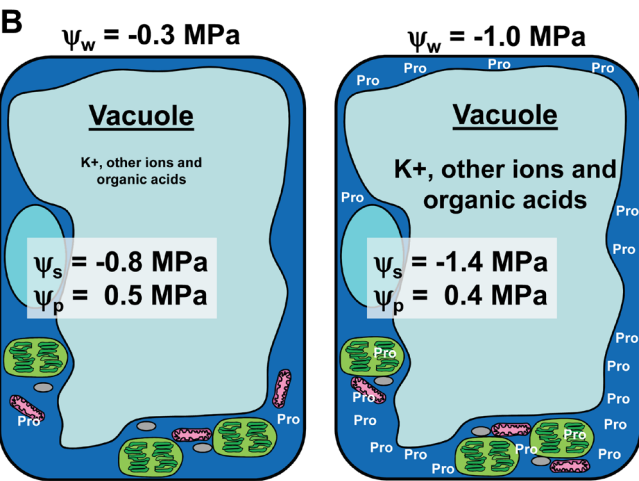 B
ψw = -0.3 MPa
Vacuole
K+, other ions and
organic acids
ψs = -0.8 MPa
ψp = 0.5 MPa
Pro
Pro
ψw = -1.0 MPa
Pro
Pro
Pro
Pro
Vacuole
K+, other ions and
organic acids
Pro
Pro
Pro
ψs = -1.4 MPa
ψp = 0.4 MPa
Pro
Pro
Pro
Pro
Pro
Pro
Pro
Pro
Pro
Pro
Pro
Pro
Pro
Pro